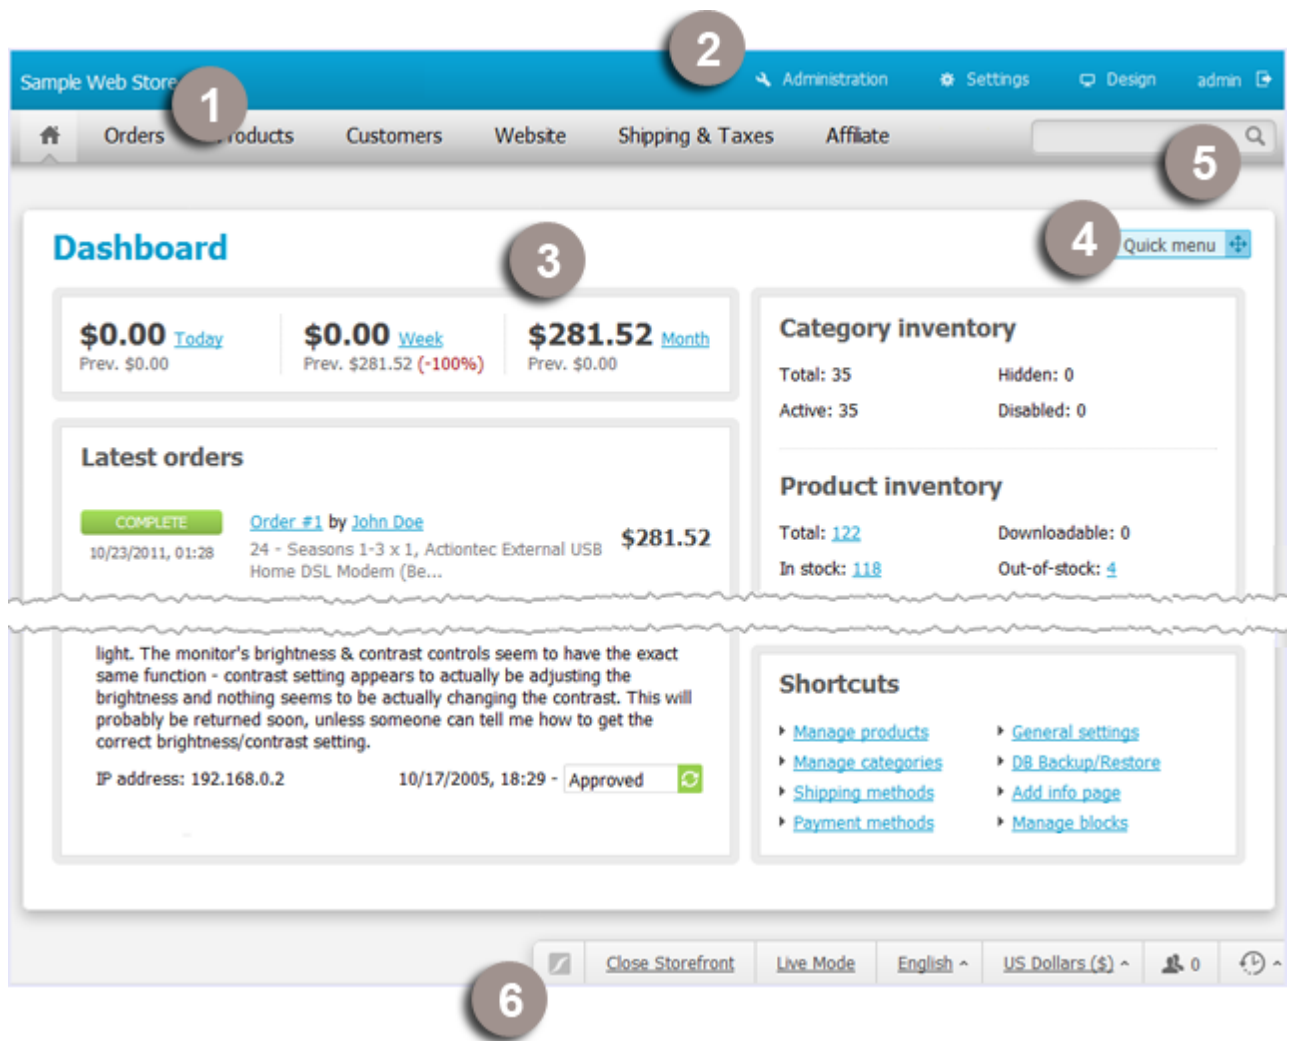 2
Sample Web Store
Administration Settings Design admin
1
Orders Products Customers Website Shipping & Taxes Affiliate
5
Dashboard
3
4
Quick menu
$0.00 Today
Prev. $0.00
$0.00 Week
Prev. $281.52 (-100%)
$281.52 Month
Prev. $0.00
Latest orders
COMPLETE
10/23/2011, 01:28
Order #1 by John Doe
24 - Seasons 1-3 x 1, Actiontec External USB
Home DSL Modem (Be...
$281.52
light. The monitor's brightness & contrast controls seem to have the exact
same function - contrast setting appears to actually be adjusting the
brightness and nothing seems to be actually changing the contrast. This will
probably be returned soon, unless someone can tell me how to get the
correct brightness/contrast setting.
IP address: 192.168.0.2 10/17/2005, 18:29 - Approved
Category inventory
Total: 35 Hidden: 0
Active: 35 Disabled: 0
Product inventory
Total: 122 Downloadable: 0
In stock: 118 Out-of-stock: 4
Shortcuts
Manage products General settings
Manage categories DB Backup/Restore
Shipping methods Add info page
Payment methods Manage blocks
Close Storefront Live Mode English US Dollars ($) 0
6